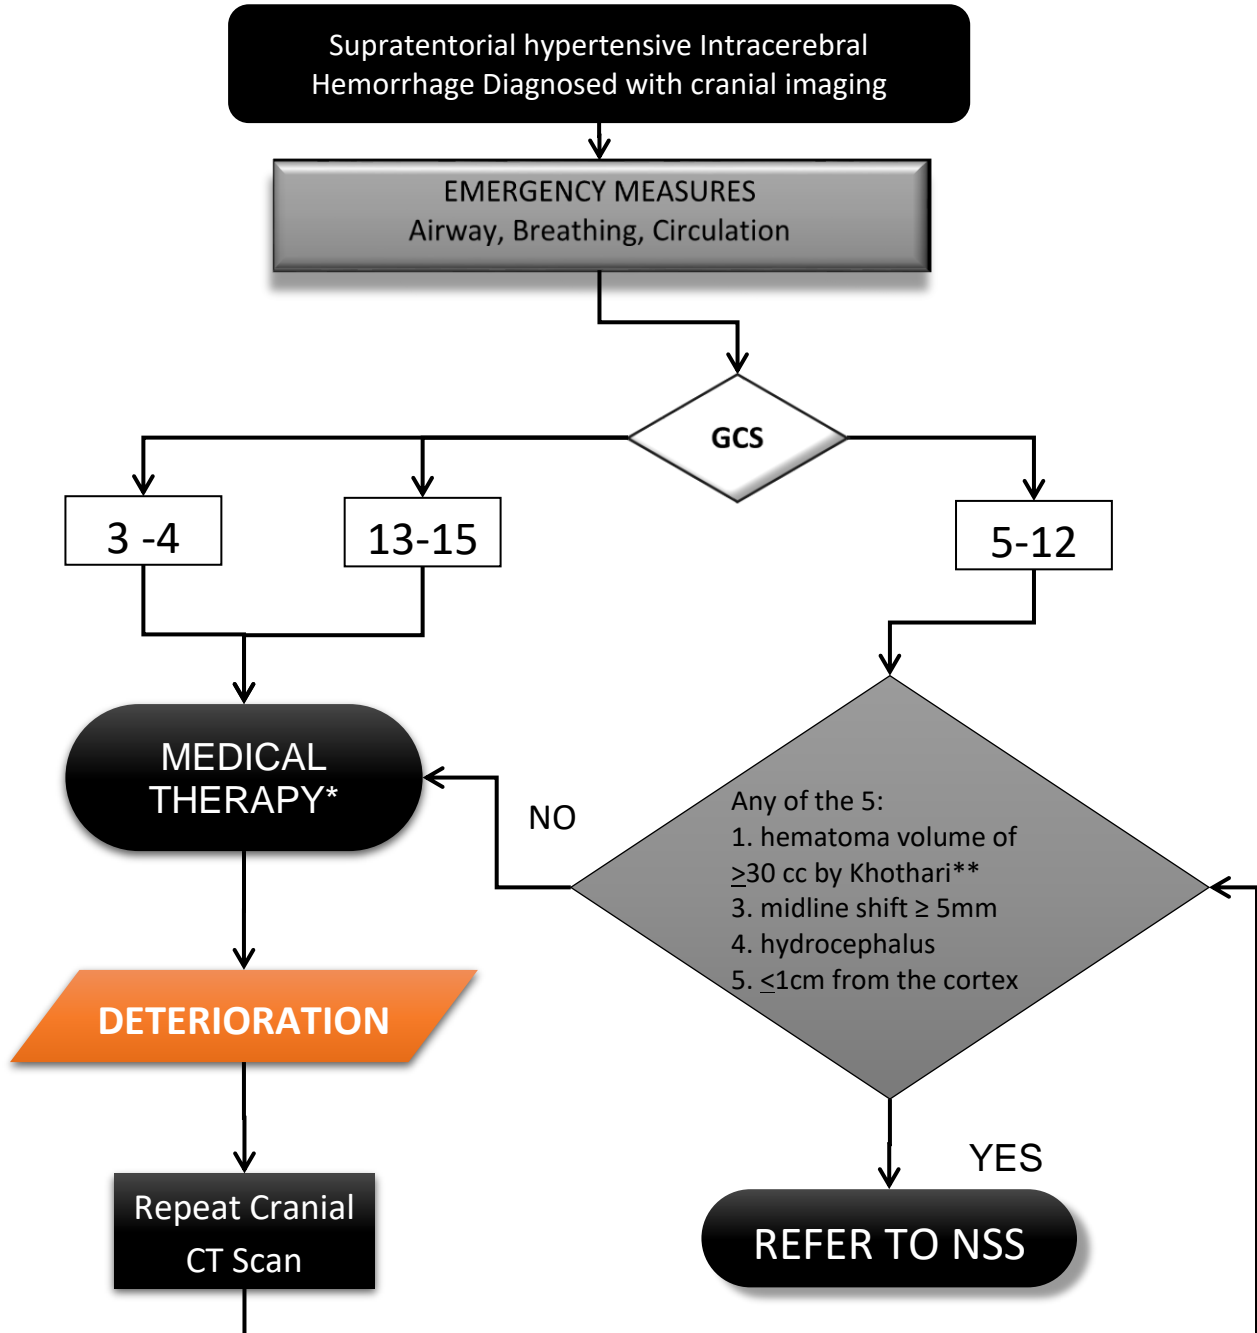 Supratentorial hypertensive Intracerebral
Hemorrhage Diagnosed with cranial imaging
EMERGENCY MEASURES
Airway, Breathing, Circulation
GCS
3 -4
13-15
5-12
MEDICAL
THERAPY*
NO
Any of the 5:
1. hematoma volume of
≥30 cc by Khothari**
3. midline shift ≥ 5mm
4. hydrocephalus
5. ≤1cm from the cortex
DETERIORATION
YES
Repeat Cranial
CT Scan
REFER TO NSS